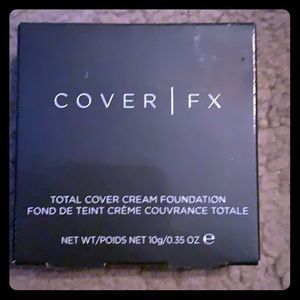 COVER | FX
TOTAL COVER CREAM FOUNDATION
FOND DE TEINT CRÈME COUVRANCE TOTALE
NET WT/POIDS NET 10g/0.35 OZ ℮